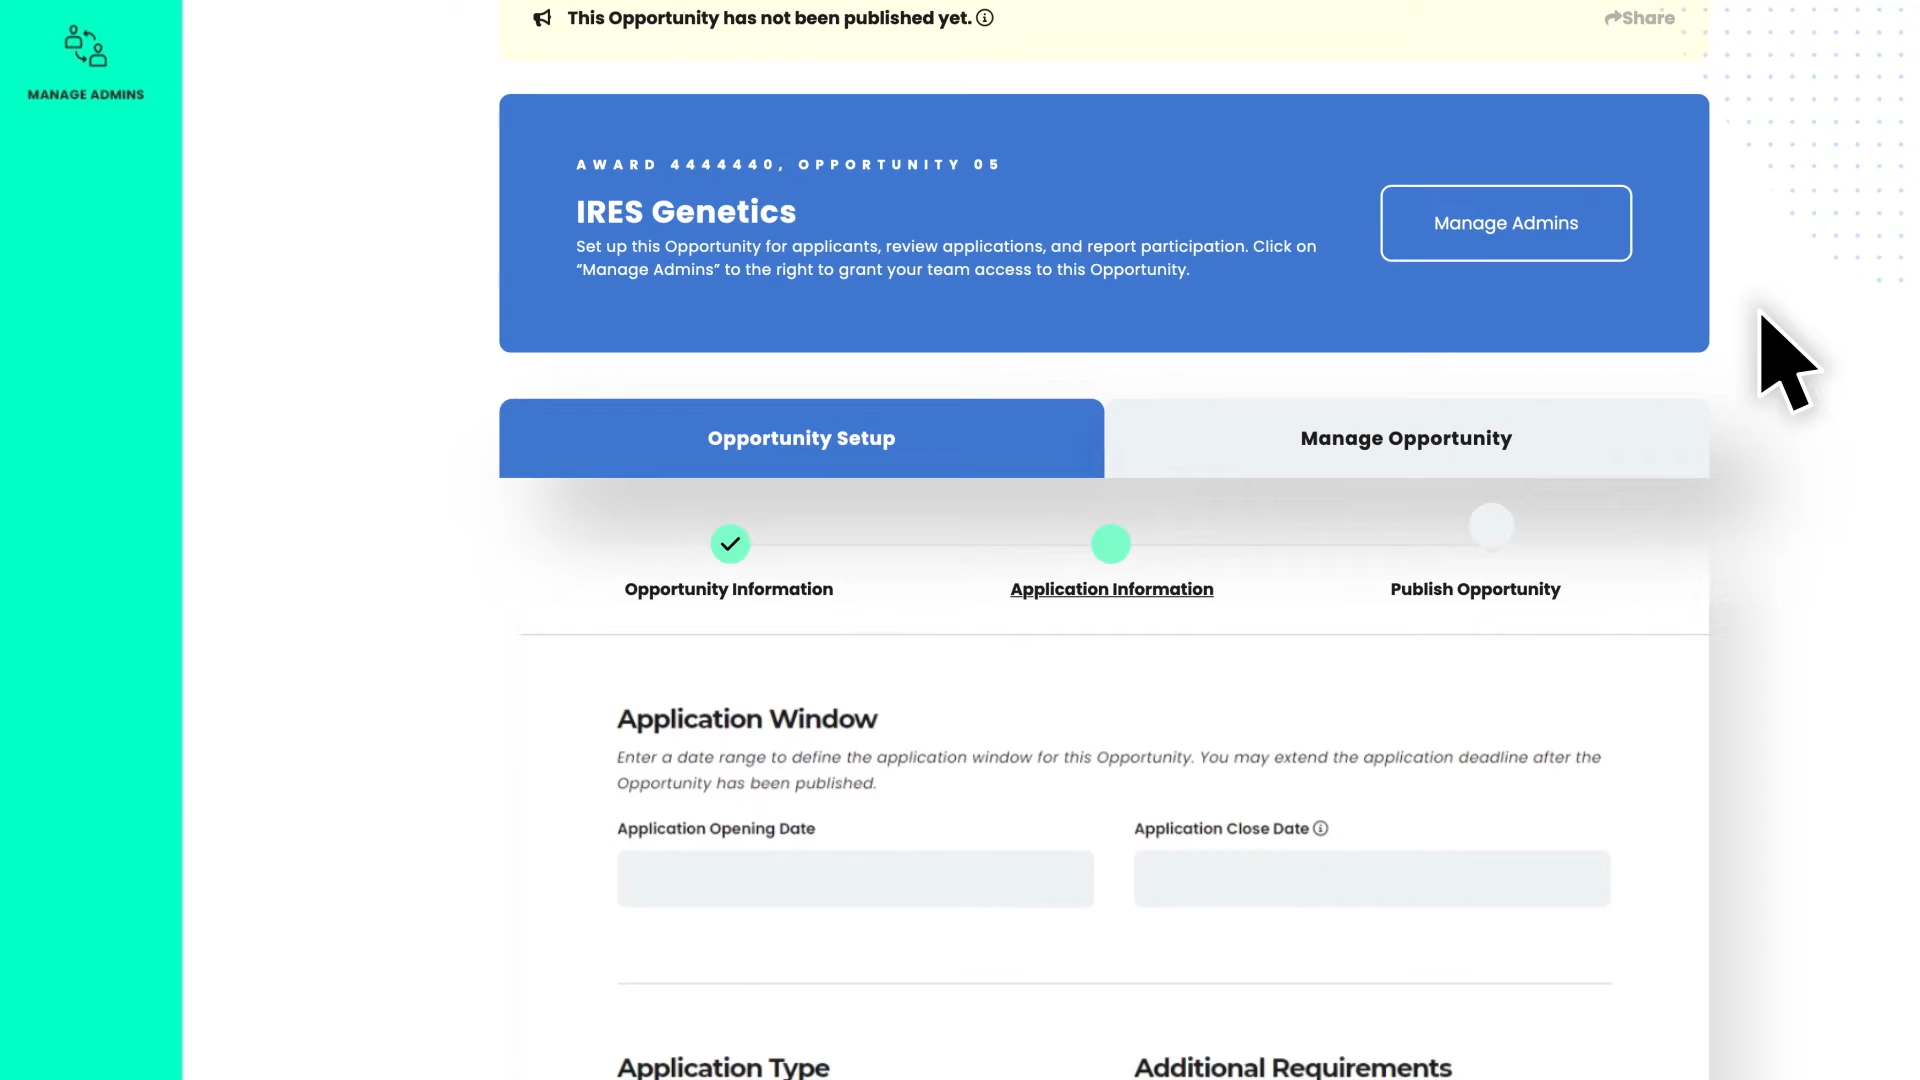 This Opportunity has not been published yet.
Share
MANAGE ADMINS
AWARD 4444440, OPPORTUNITY 05
IRES Genetics
Set up this Opportunity for applicants, review applications, and report participation. Click on
“Manage Admins” to the right to grant your team access to this Opportunity.
Manage Admins
Opportunity Setup
Manage Opportunity
Opportunity Information
Application Information
Publish Opportunity
Application Window
Enter a date range to define the application window for this Opportunity. You may extend the application deadline after the
Opportunity has been published.
Application Opening Date
Application Close Date
Application Type
Additional Requirements